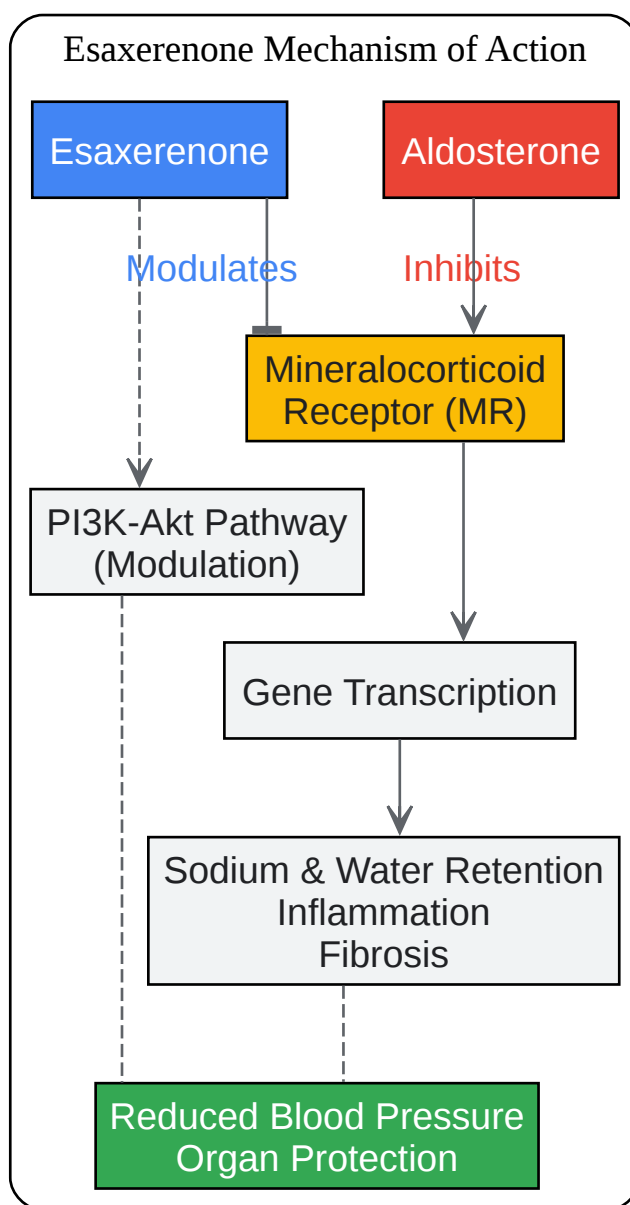 Esaxerenone Mechanism of Action
Esaxerenone
Aldosterone
Modulates
Inhibits
Mineralocorticoid
Receptor (MR)
PI3K-Akt Pathway
(Modulation)
Gene Transcription
Sodium & Water Retention
Inflammation
Fibrosis
Reduced Blood Pressure
Organ Protection